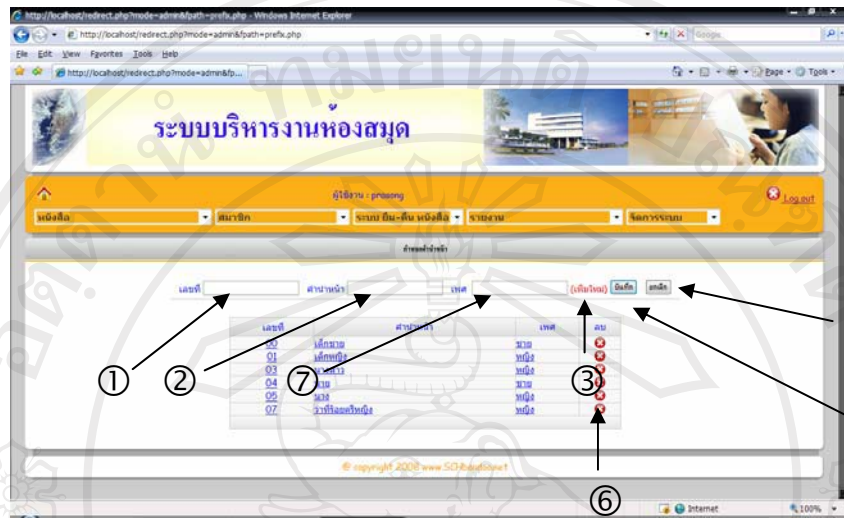 http://localhost/redirect.php?mode=admin&fpath=prefix.php - Windows Internet Explorer
http://localhost/redirect.php?mode=admin&fpath=prefix.php
Google
File Edit View Favorites Tools Help
http://localhost/redirect.php?mode=admin&fp...
Page Tools
ระบบบริหารงานห้องสมุด
ผู้ใช้งาน : prasong
Log out
หนังสือ สมาชิก ระบบ ยืม-คืน หนังสือ รายงาน จัดการระบบ
กำหนดคำนำหน้า
เลขที่ คำนำหน้า เพศ (เพิ่มใหม่) บันทึก ยกเลิก
เลขที่ คำนำหน้า เพศ ลบ
00 เด็กชาย ชาย
01 เด็กหญิง หญิง
03 นางสาว หญิง
04 นาย ชาย
05 นาง หญิง
07 ว่าที่ร้อยตรีหญิง หญิง
① ② ⑦ ③
⑥
© copyright 2008
Internet 100%